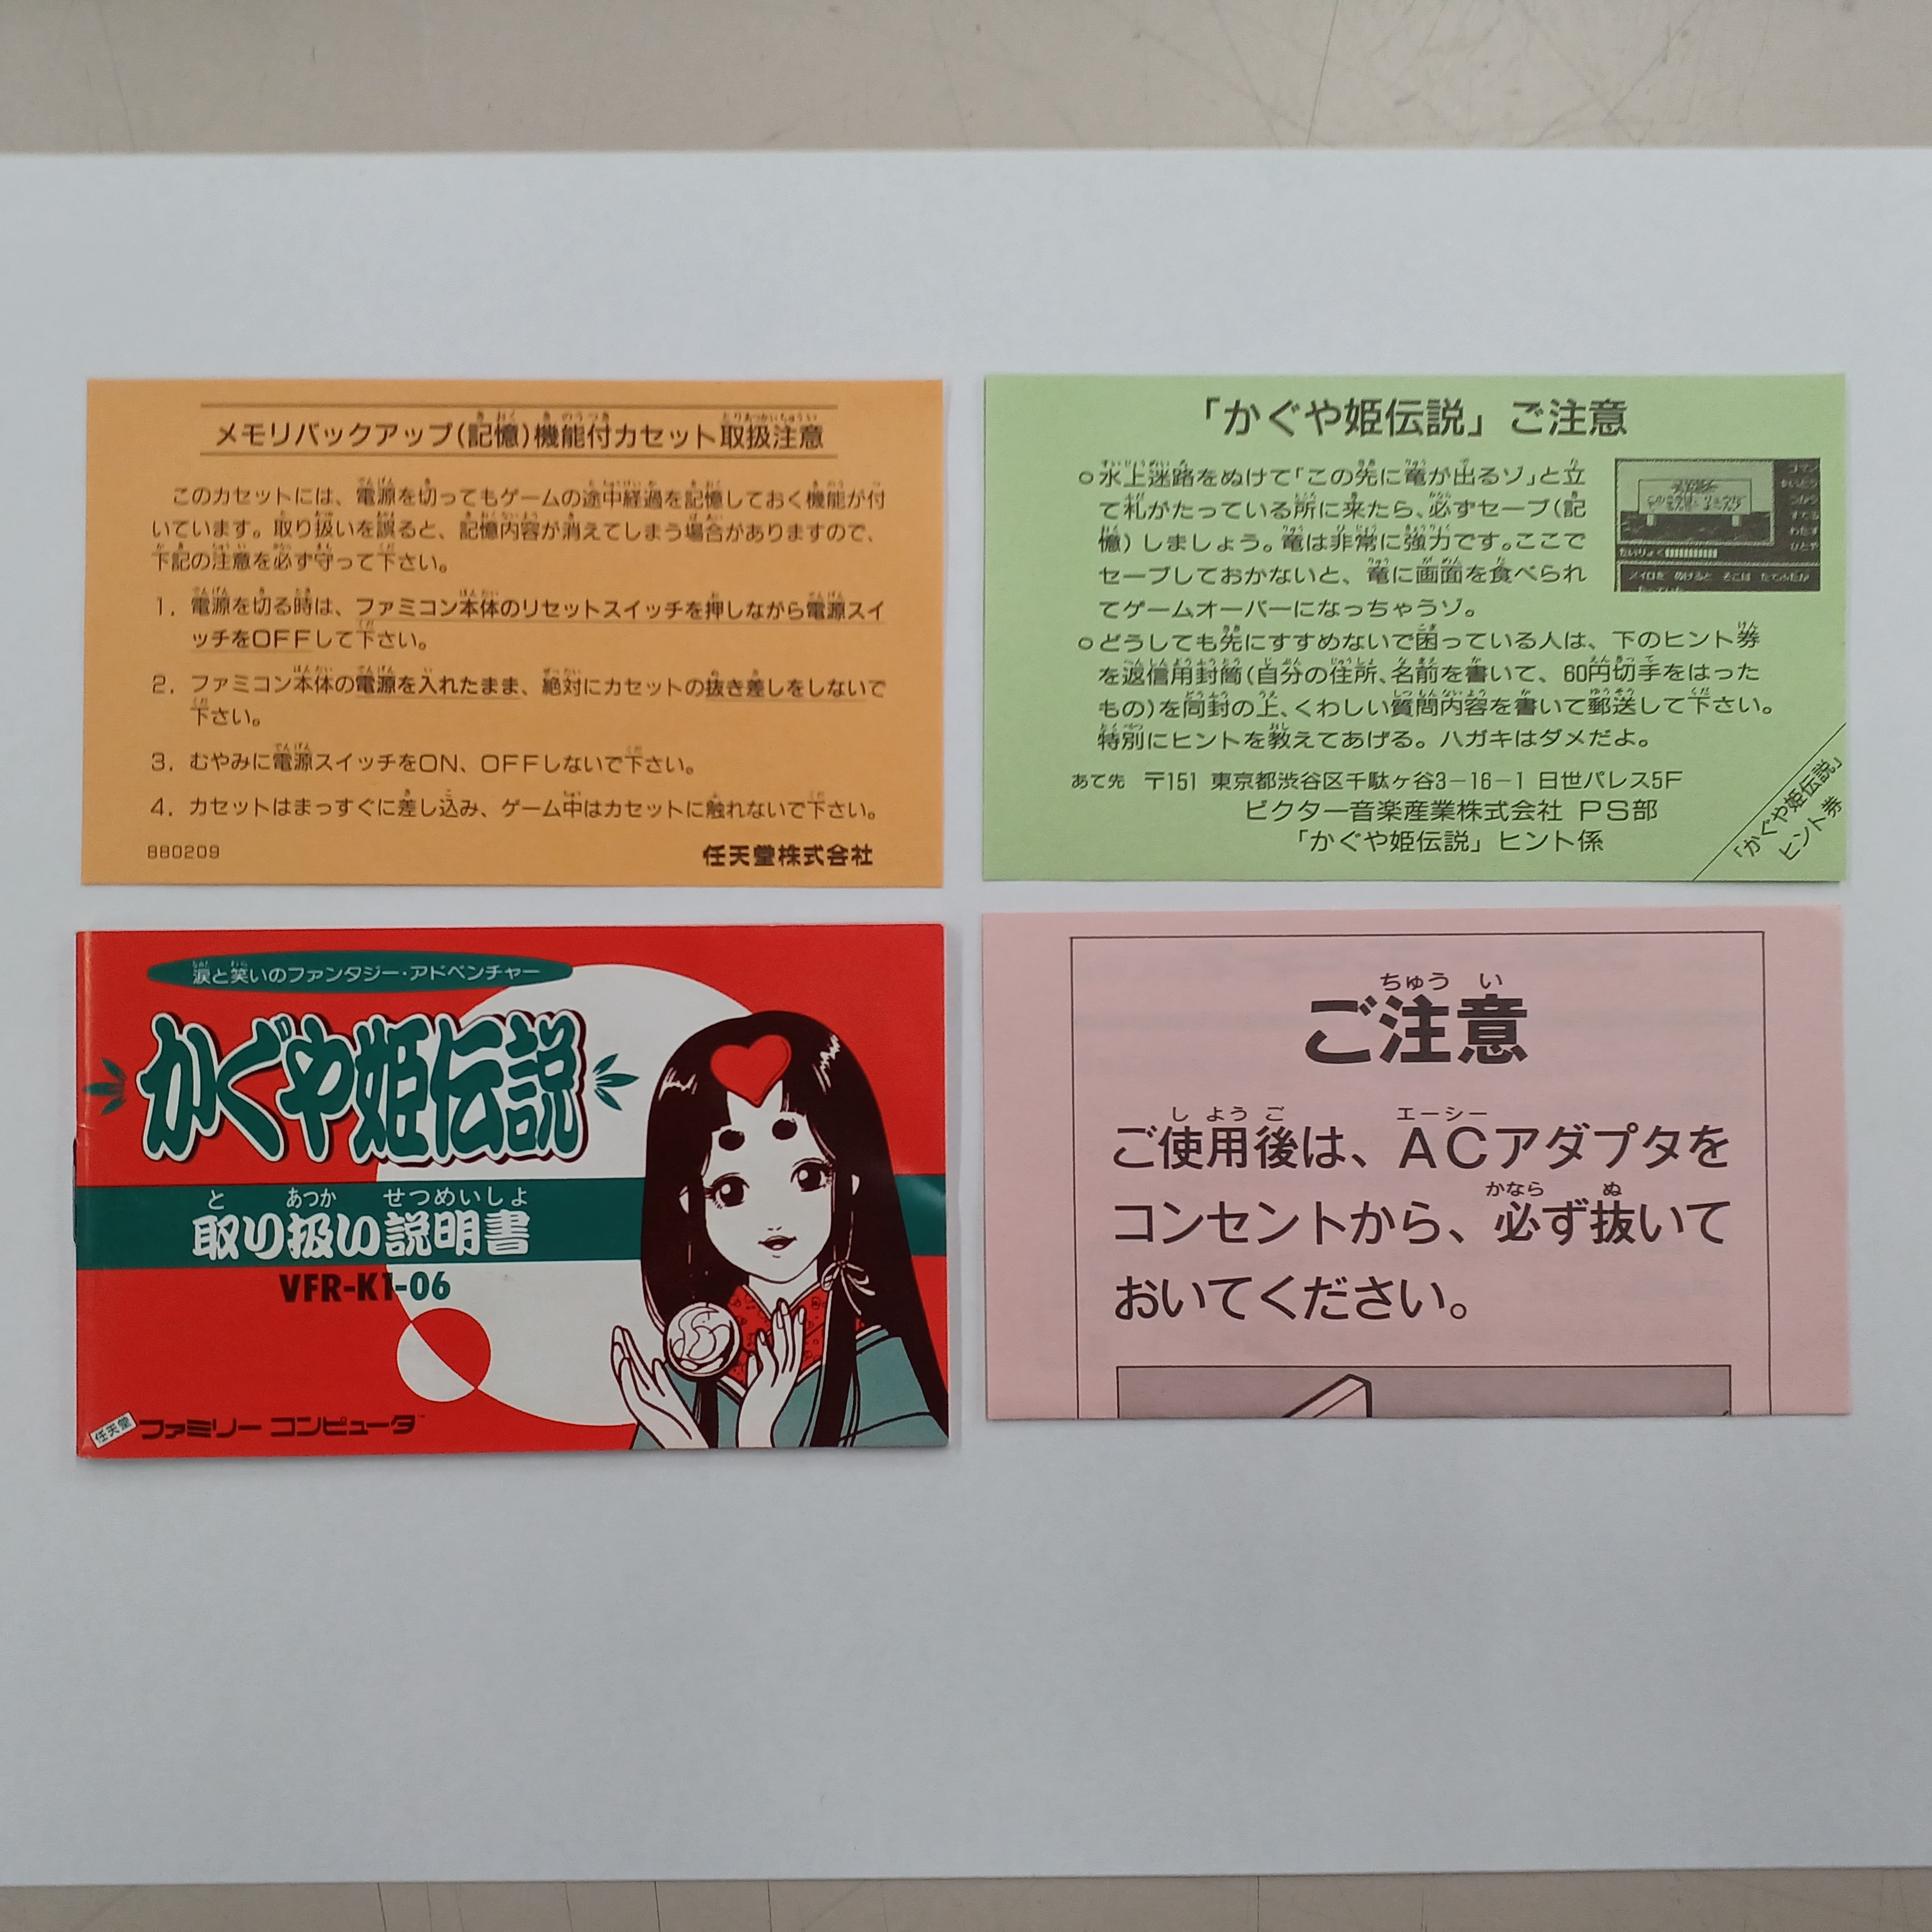 メモリバックアップ(記憶)機能付カセット取扱注意
このカセットには、電源を切ってもゲームの途中経過を記憶しておく機能が付
いています。取り扱いを誤ると、記憶内容が消えてしまう場合がありますので、
下記の注意を必ず守って下さい。
1. 電源を切る時は、ファミコン本体のリセットスイッチを押しながら電源スイ
ッチをOFFして下さい。
2. ファミコン本体の電源を入れたまま、絶対にカセットの抜き差しをしないで
下さい。
3. むやみに電源スイッチをON、OFFしないで下さい。
4. カセットはまっすぐに差し込み、ゲーム中はカセットに触れないで下さい。
880209
任天堂株式会社
「かぐや姫伝説」ご注意
○水上迷路をぬけて「この先に竜が出るゾ」と立
て札がたっている所に来たら、必ずセーブ(記
憶)しましょう。竜は非常に強力です。ここで
セーブしておかないと、竜に画面を食べられ
てゲームオーバーになっちゃうゾ。
○どうしても先にすすめないで困っている人は、下のヒント券
を返信用封筒(自分の住所、名前を書いて、60円切手をはった
もの)を同封の上、くわしい質問内容を書いて郵送して下さい。
特別にヒントを教えてあげる。ハガキはダメだよ。
あて先 〒151 東京都渋谷区千駄ヶ谷3-16-1 日世パレス5F
ビクター音楽産業株式会社 PS部
「かぐや姫伝説」ヒント係
「かぐや姫伝説」
ヒント券
涙と笑いのファンタジー・アドベンチャー
かぐや姫伝説
と あつか せつめいしょ
取り扱い説明書
VFR-K1-06
任天堂 ファミリーコンピュータ
ちゅう い
ご注意
し よう ご エーシー
ご使用後は、ACアダプタを
かなら ぬ
コンセントから、必ず抜いて
おいてください。